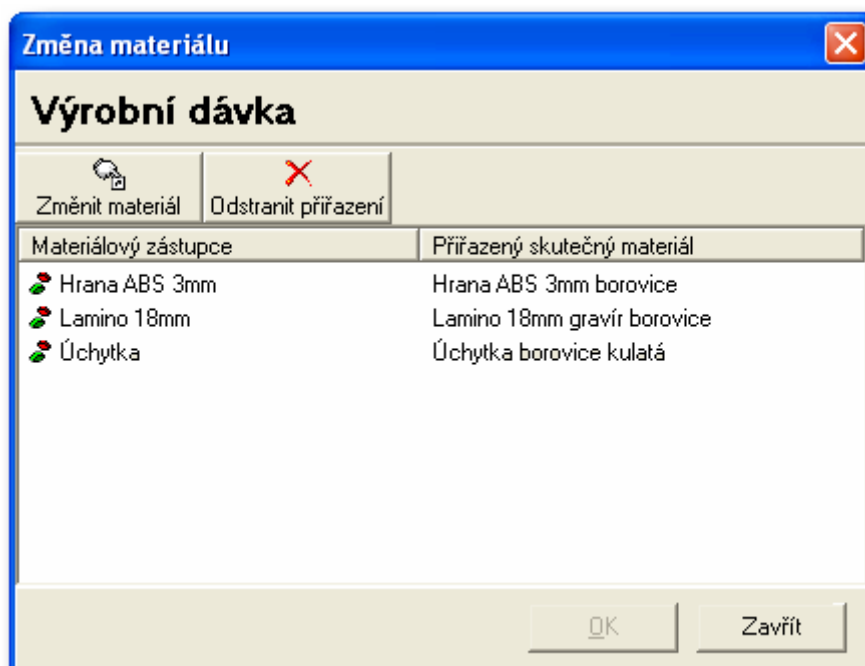 Změna materiálu
Výrobní dávka
Změnit materiál Odstranit přiřazení
Materiálový zástupce Přiřazený skutečný materiál
Hrana ABS 3mm Hrana ABS 3mm borovice
Lamino 18mm Lamino 18mm gravír borovice
Úchytka Úchytka borovice kulatá
OK Zavřít